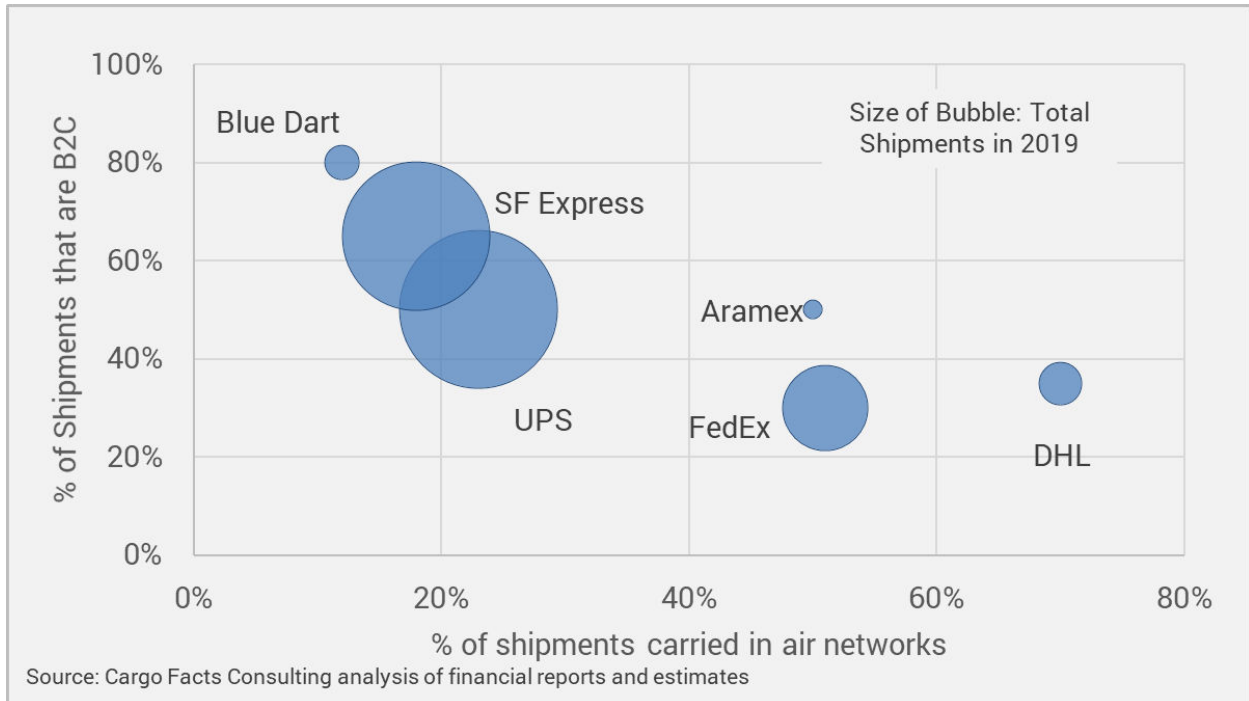 % of Shipments that are B2C
100%
80%
60%
40%
20%
0%
Blue Dart
SF Express
UPS
Aramex
FedEx
DHL
Size of Bubble: Total
Shipments in 2019
0%
20%
40%
60%
80%
% of shipments carried in air networks
Source: Cargo Facts Consulting analysis of financial reports and estimates